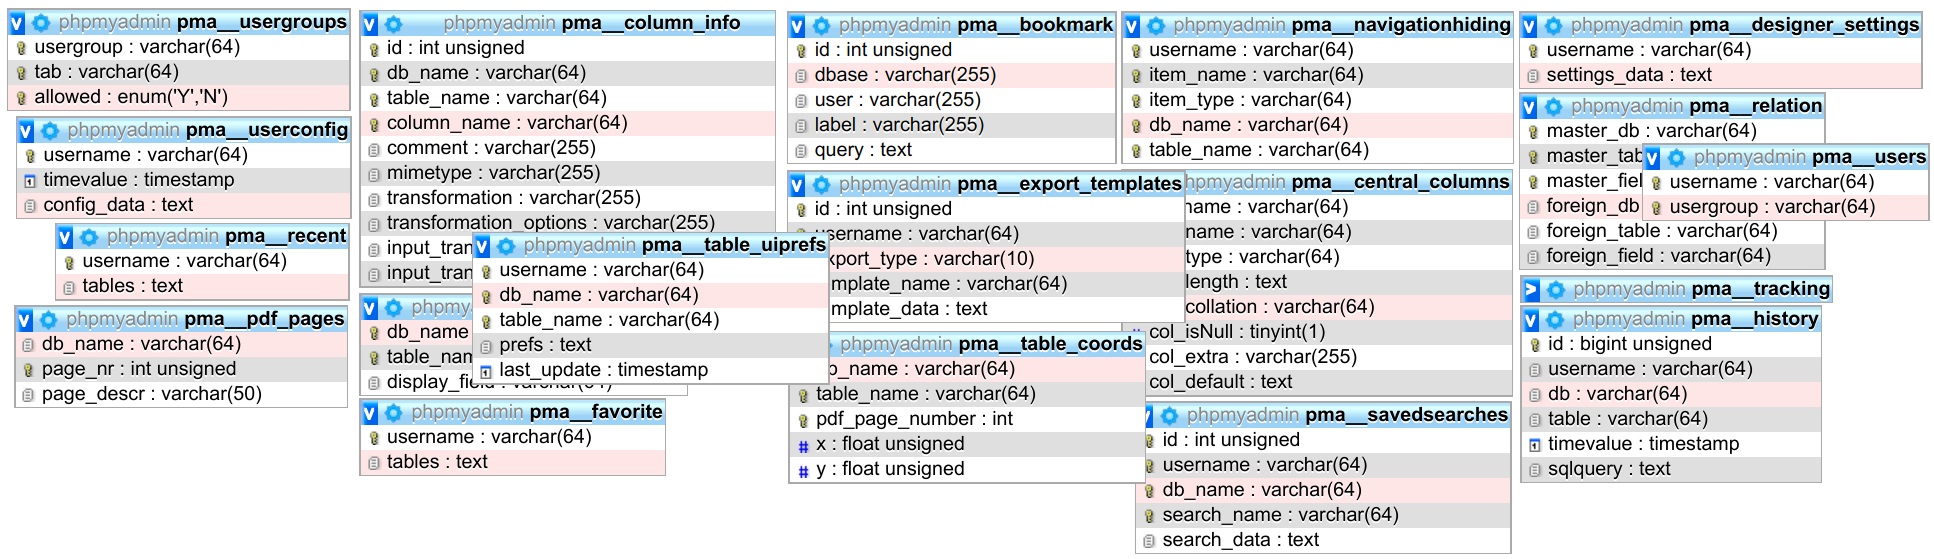 phpmyadmin pma__usergroups
usergroup : varchar(64)
tab : varchar(64)
allowed : enum('Y','N')
phpmyadmin pma__userconfig
username : varchar(64)
timevalue : timestamp
config_data : text
phpmyadmin pma__recent
username : varchar(64)
tables : text
phpmyadmin pma__pdf_pages
db_name : varchar(64)
page_nr : int unsigned
page_descr : varchar(50)
phpmyadmin pma__column_info
id : int unsigned
db_name : varchar(64)
table_name : varchar(64)
column_name : varchar(64)
comment : varchar(255)
mimetype : varchar(255)
transformation : varchar(255)
transformation_options : varchar(255)
input_tran
input_tran
phpmyadmin pma__table_uiprefs
username : varchar(64)
db_name : varchar(64)
table_name : varchar(64)
prefs : text
last_update : timestamp
phpmy
db_name
table_nam
display_fi
phpmyadmin pma__favorite
username : varchar(64)
tables : text
phpmyadmin pma__bookmark
id : int unsigned
dbase : varchar(255)
user : varchar(255)
label : varchar(255)
query : text
phpmyadmin pma__export_templates
id : int unsigned
username : varchar(64)
xport_type : varchar(10)
mplate_name : varchar(64)
mplate_data : text
phpmyadmin pma__table_coords
b_name : varchar(64)
table_name : varchar(64)
pdf_page_number : int
x : float unsigned
y : float unsigned
phpmyadmin pma__navigationhiding
username : varchar(64)
item_name : varchar(64)
item_type : varchar(64)
db_name : varchar(64)
table_name : varchar(64)
phpmyadmin pma__central_columns
name : varchar(64)
name : varchar(64)
type : varchar(64)
length : text
collation : varchar(64)
col_isNull : tinyint(1)
col_extra : varchar(255)
col_default : text
phpmyadmin pma__savedsearches
id : int unsigned
username : varchar(64)
db_name : varchar(64)
search_name : varchar(64)
search_data : text
phpmyadmin pma__designer_settings
username : varchar(64)
settings_data : text
phpmyadmin pma__relation
master_db : varchar(64)
master_tab
master_fiel
foreign_db
foreign_table : varchar(64)
foreign_field : varchar(64)
phpmyadmin pma__users
username : varchar(64)
usergroup : varchar(64)
phpmyadmin pma__tracking
phpmyadmin pma__history
id : bigint unsigned
username : varchar(64)
db : varchar(64)
table : varchar(64)
timevalue : timestamp
sqlquery : text